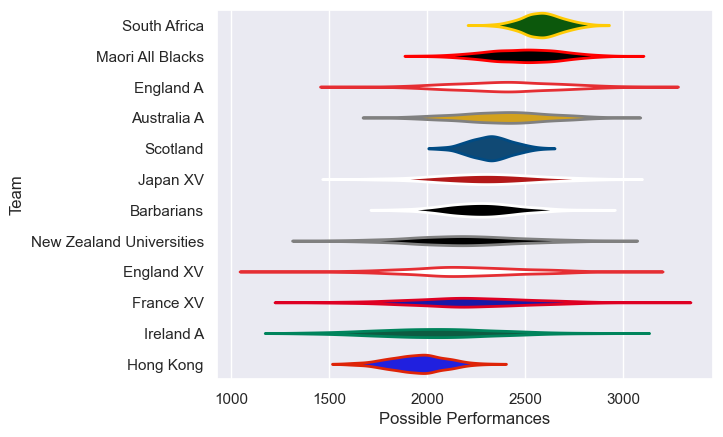 South Africa
Maori All Blacks
England A
Australia A
Scotland
Japan XV
Barbarians
New Zealand Universities
England XV
France XV
Ireland A
Hong Kong
Team
1000 1500 2000 2500 3000
Possible Performances